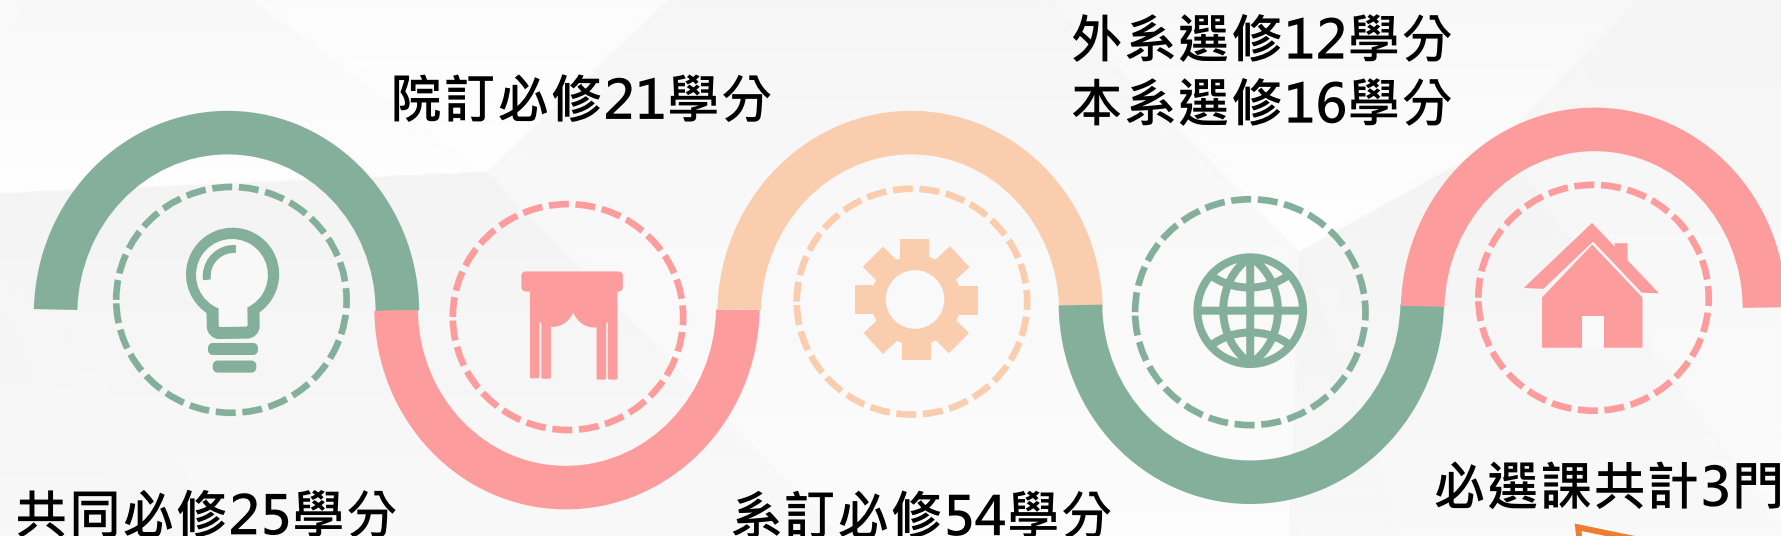 共同必修25學分
院訂必修21學分
系訂必修54學分
外系選修12學分
本系選修16學分
必選課共計3門